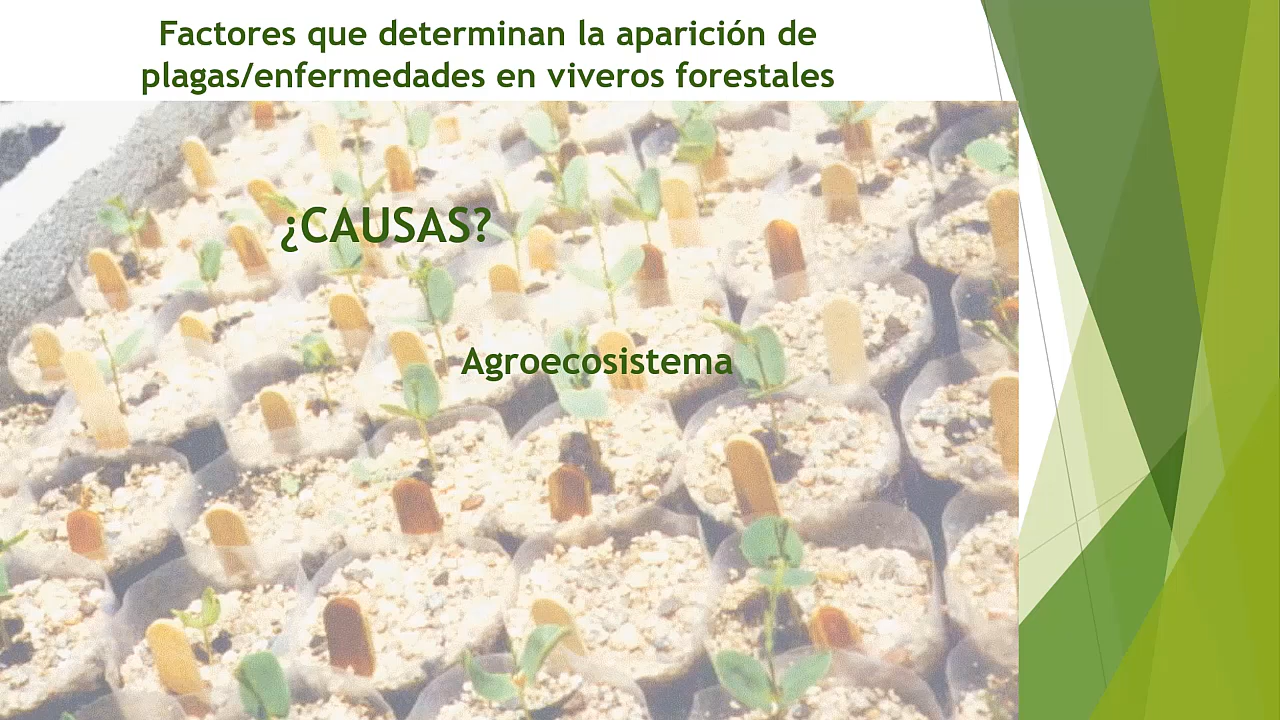 Factores que determinan la aparición de
plagas/enfermedades en viveros forestales
¿CAUSAS?
Agroecosistema